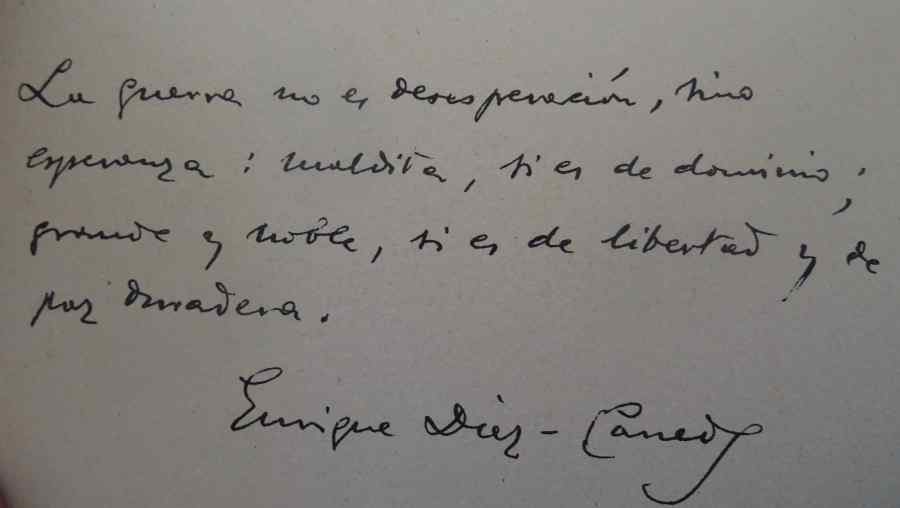 La guerra no es desesperación, sino
esperanza: maldita, si es de dominio;
grande y noble, si es de libertad y de
paz duradera.
Enrique Díez-Canedo